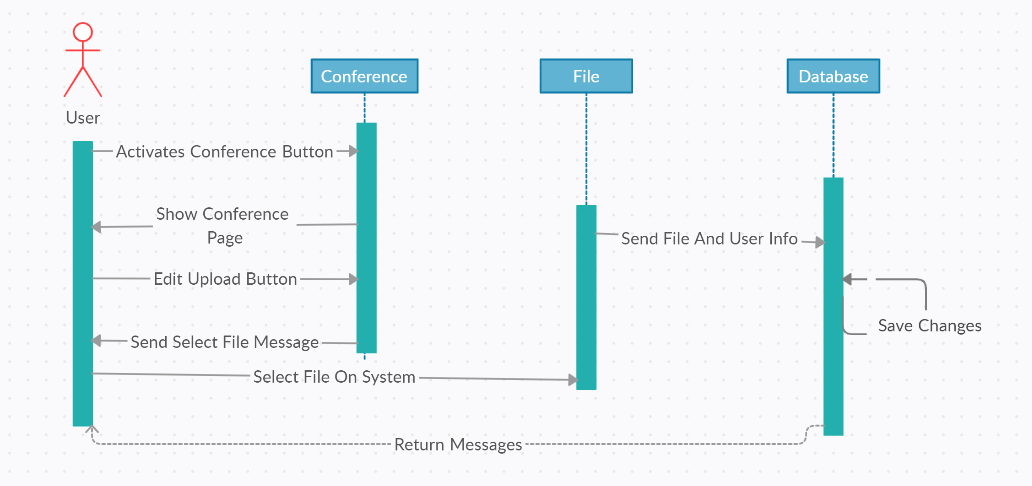 Conference
File
Database
User
Activates Conference Button
Show Conference
Page
Send File And User Info
Edit Upload Button
Save Changes
Send Select File Message
Select File On System
Return Messages